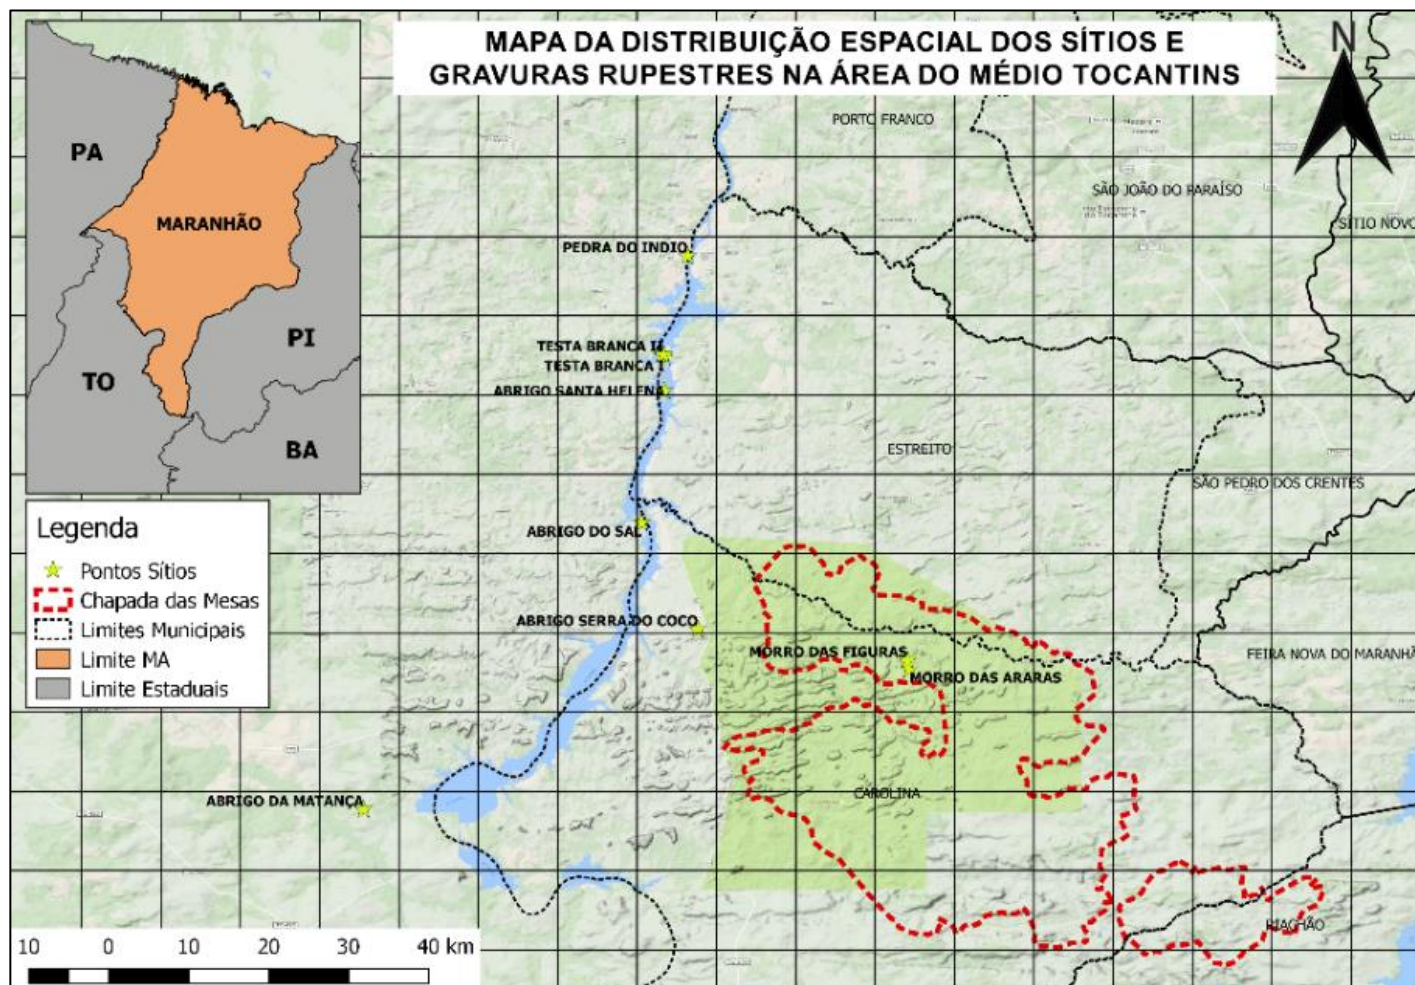 MAPA DA DISTRIBUIÇÃO ESPACIAL DOS SÍTIOS E
GRAVURAS RUPESTRES NA ÁREA DO MÉDIO TOCANTINS
N
PA
MARANHÃO
PI
TO
BA
PORTO FRANCO
SÃO JOÃO DO PARAÍSO
SÍTIO NOVO
PEDRA DO INDIO
TESTA BRANCA II
TESTA BRANCA I
ABRIGO SANTA HELENA
ESTREITO
SÃO PEDRO DOS CRENTES
ABRIGO DO SAL
ABRIGO SERRA DO COCO
MORRO DAS FIGURAS
FEIRA NOVA DO MARANHÃ
MORRO DAS ARARAS
ABRIGO DA MATANÇA
CAROLINA
RIACHÃO
Legenda
Pontos Sítios
Chapada das Mesas
Limites Municipais
Limite MA
Limite Estaduais
10 0 10 20 30 40 km